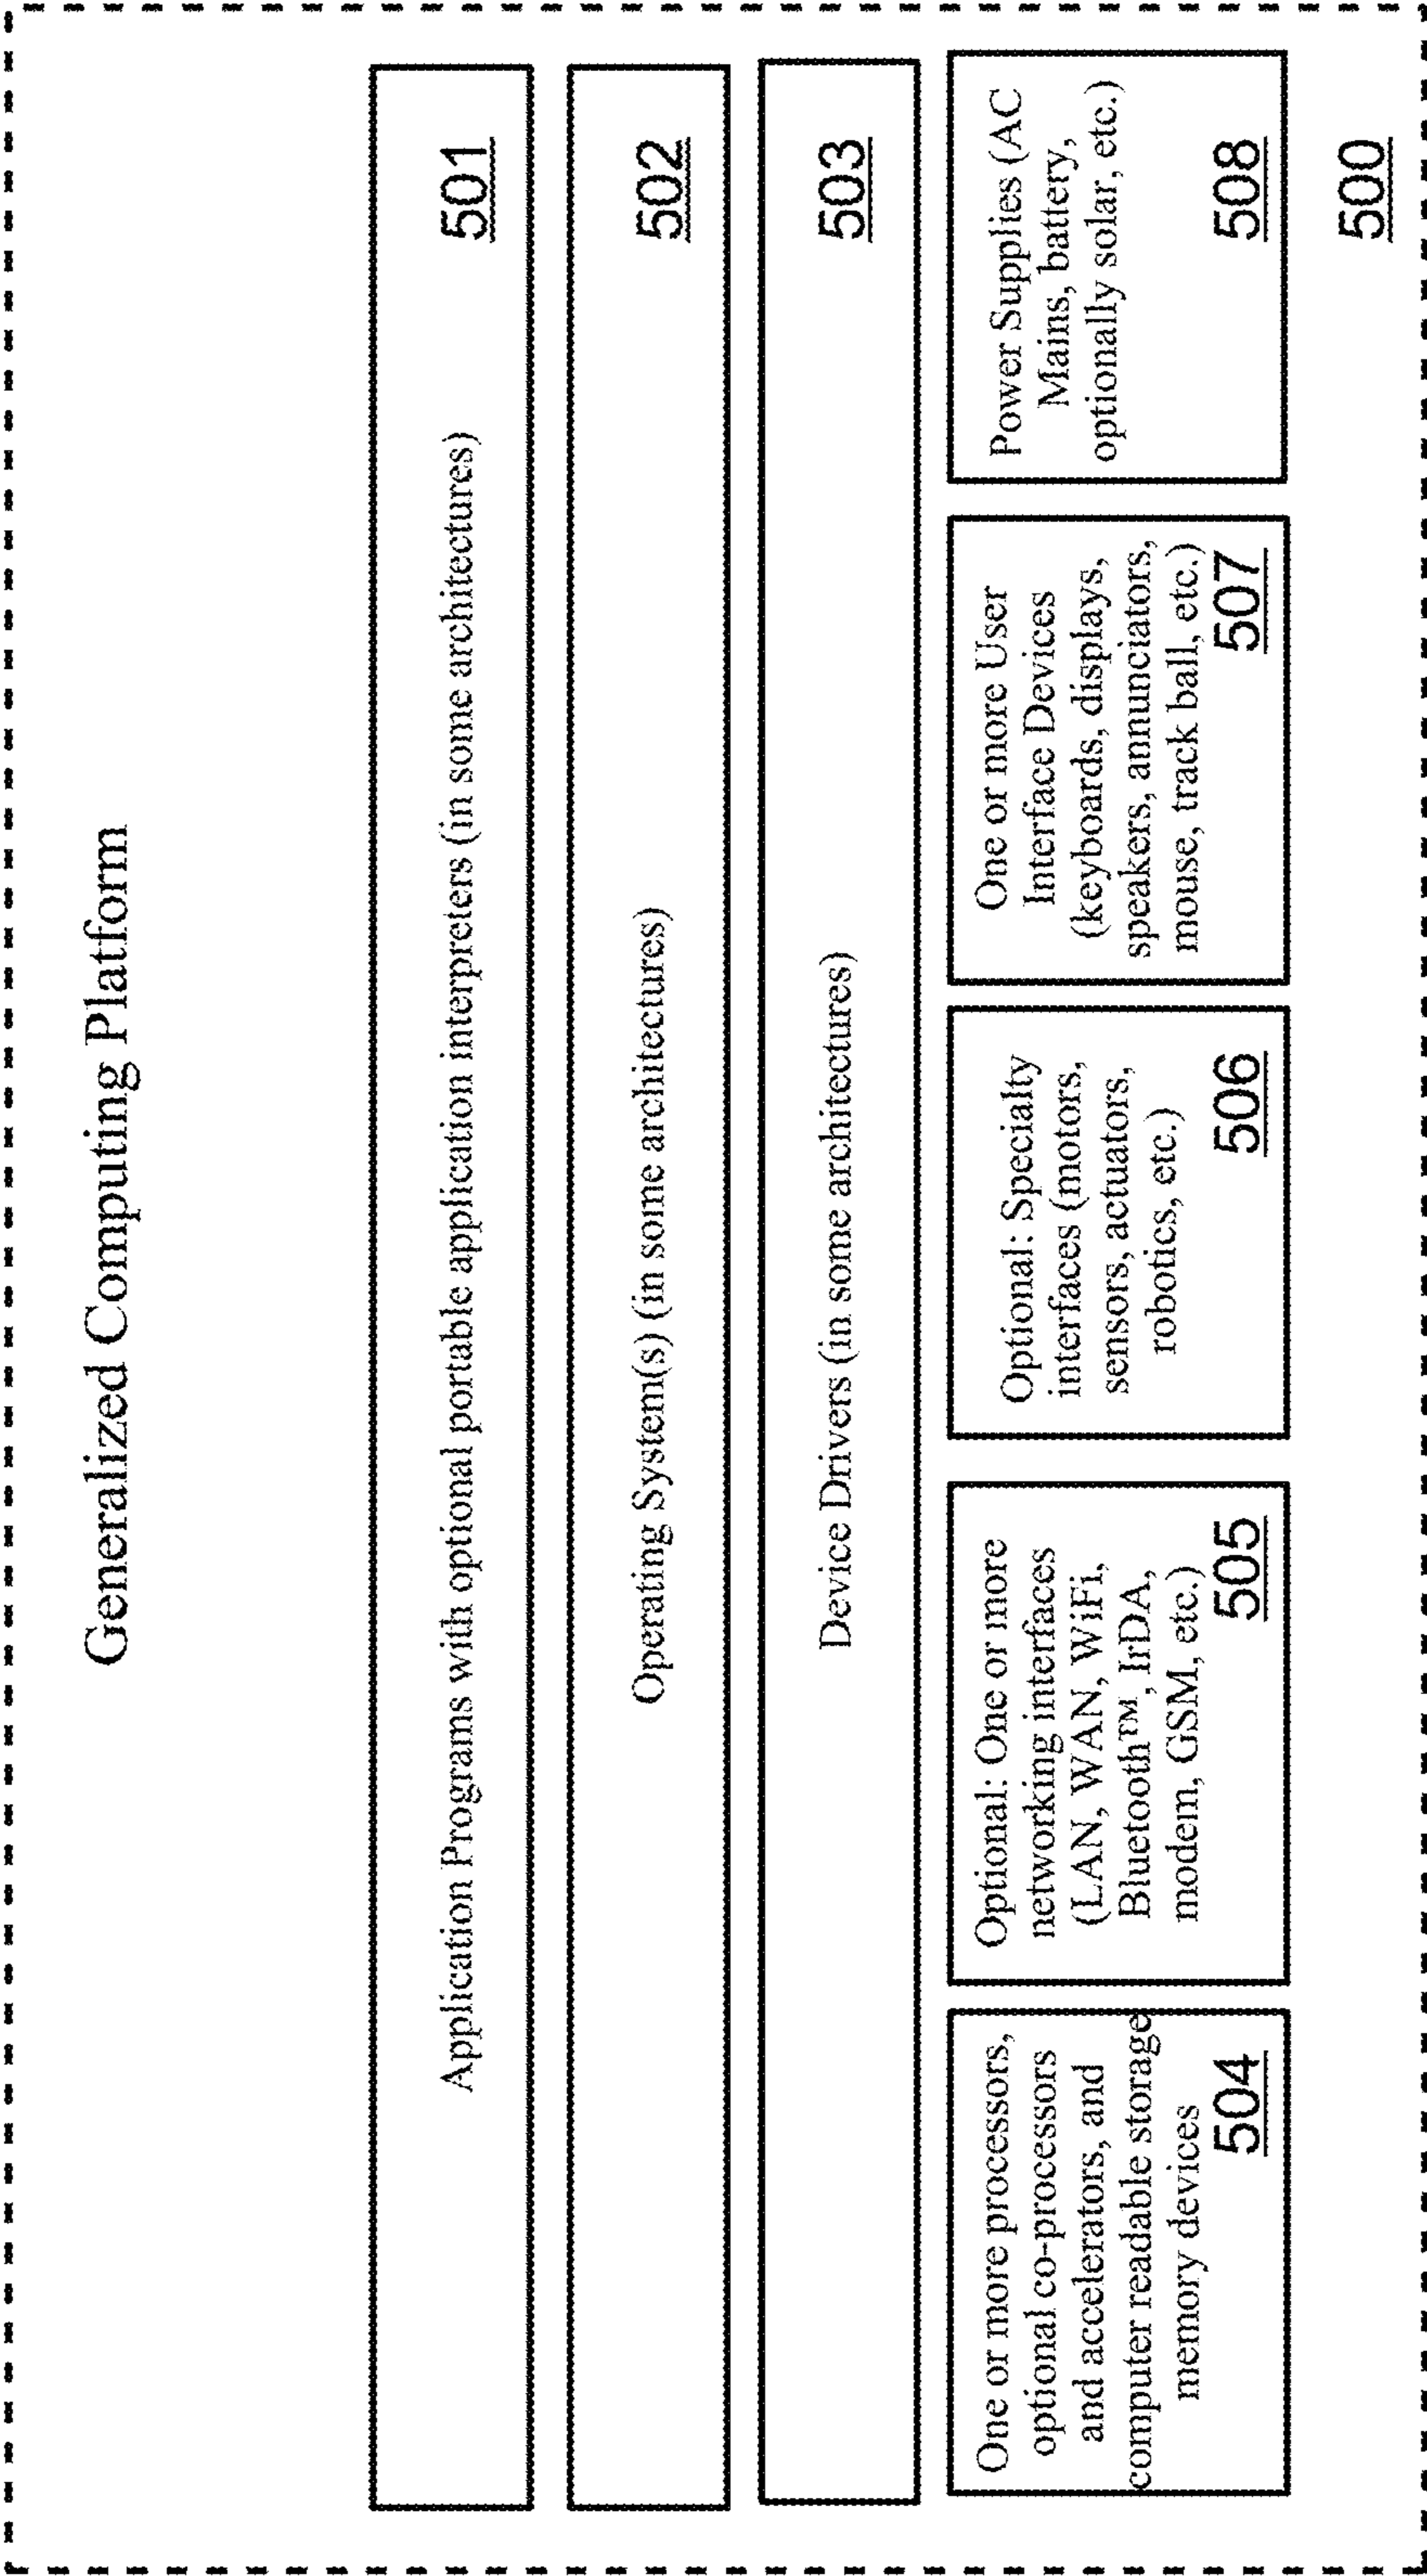 Generalized Computing Platform
Application Programs with optional portable application interpreters (in some architectures)
501
Operating System(s) (in some architectures)
502
Device Drivers (in some architectures)
503
One or more processors,
optional co-processors
and accelerators, and
computer readable storage
memory devices
504
Optional: One or more
networking interfaces
(LAN, WAN, WiFi,
Bluetooth™, IrDA,
modem, GSM, etc.)
505
Optional: Specialty
interfaces (motors,
sensors, actuators,
robotics, etc.)
506
One or more User
Interface Devices
(keyboards, displays,
speakers, annunciators,
mouse, track ball, etc.)
507
Power Supplies (AC
Mains, battery,
optionally solar, etc.)
508
500